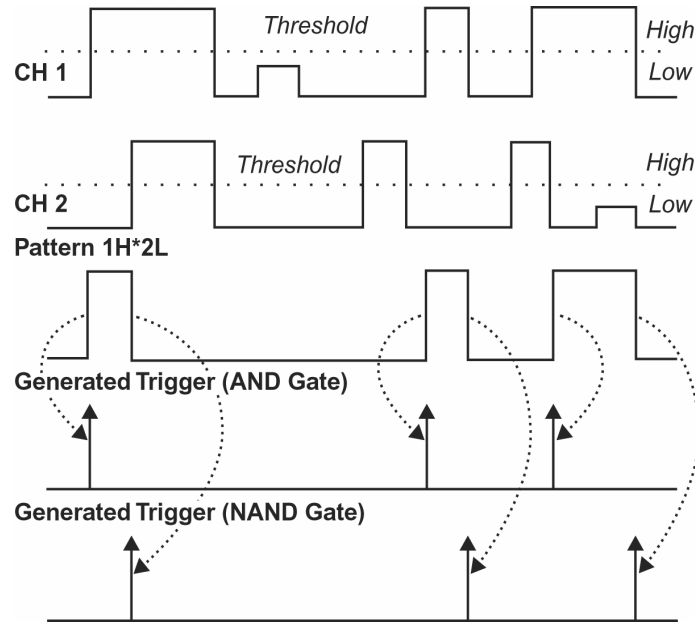 Threshold
High
CH 1
Low
Threshold
High
CH 2
Low
Pattern 1H*2L
Generated Trigger (AND Gate)
Generated Trigger (NAND Gate)